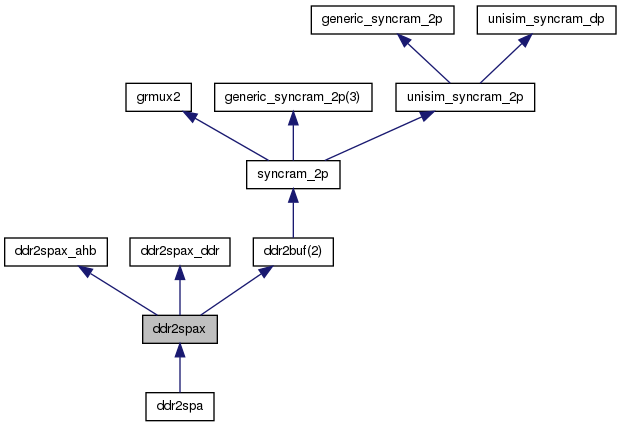 generic_syncram_2p
unisim_syncram_dp
grmux2
generic_syncram_2p(3)
unisim_syncram_2p
syncram_2p
ddr2spax_ahb
ddr2spax_ddr
ddr2buf(2)
ddr2spax
ddr2spa